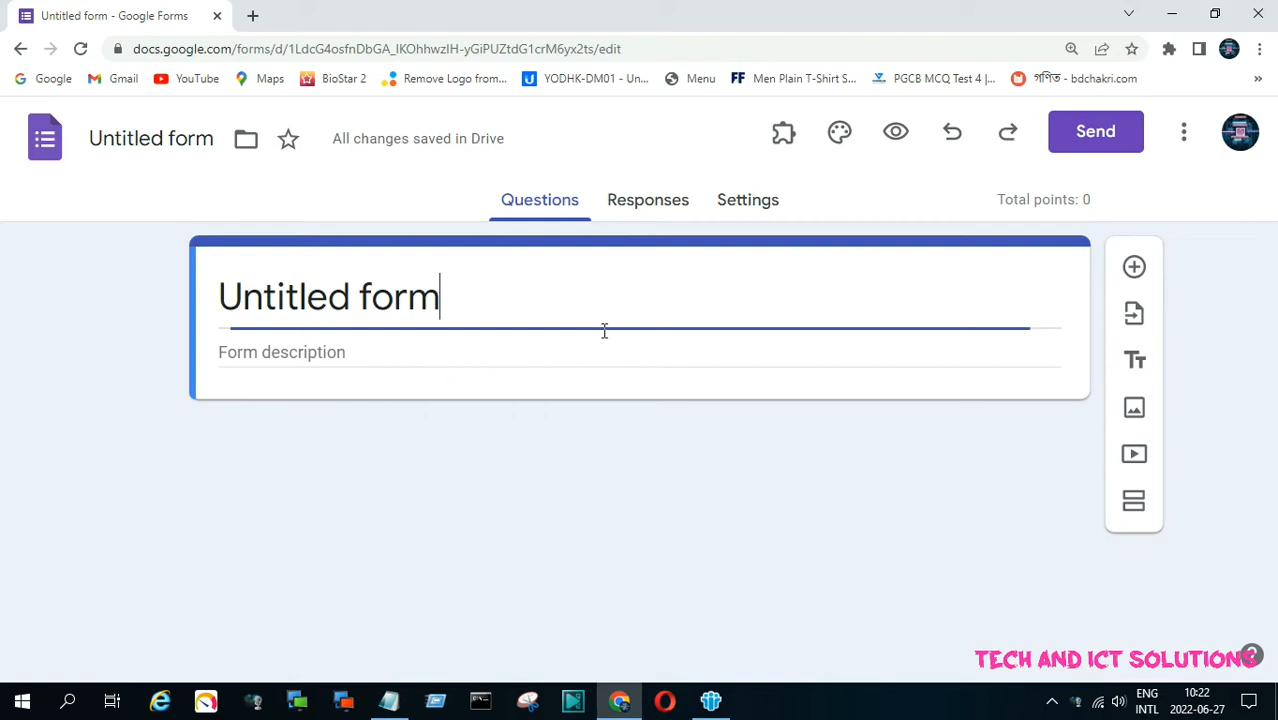 Untitled form - Google Forms
docs.google.com/forms/d/1LdcG4osfnDbGA_lKOhhwzIH-yGiPUZtdG1crM6yx2ts/edit
Google Gmail YouTube Maps BioStar 2 Remove Logo from... YODHK-DM01 - Un... Menu Men Plain T-Shirt S... PGCB MCQ Test 4 |... গণিত - bdchakri.com »
Untitled form All changes saved in Drive Send
Questions Responses Settings Total points: 0
Untitled form
Form description
TECH AND ICT SOLUTIONS
ENG 10:22
INTL 2022-06-27